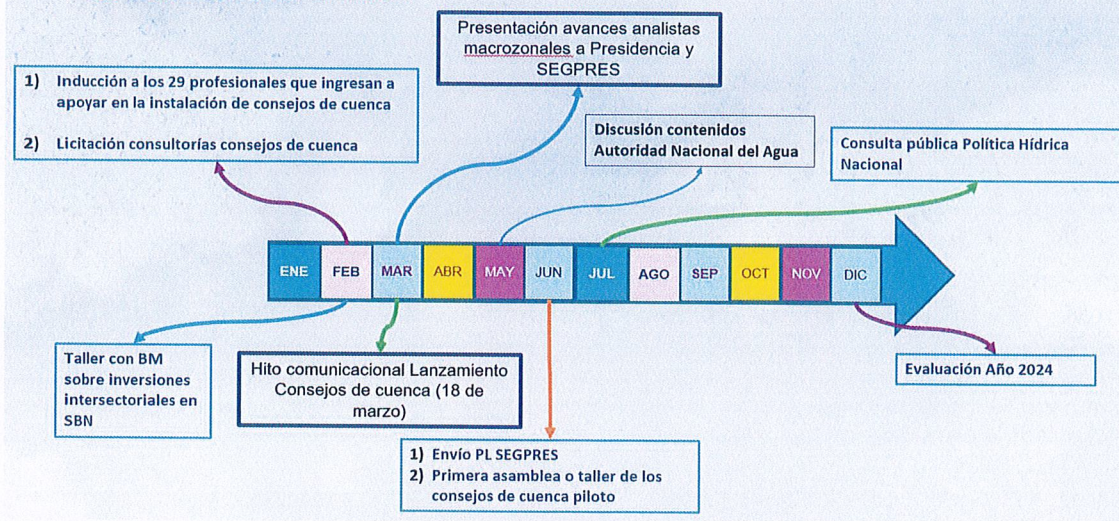 Presentación avances analistas
macrozonales a Presidencia y
SEGPRES
1) Inducción a los 29 profesionales que ingresan a
apoyar en la instalación de consejos de cuenca
2) Licitación consultorías consejos de cuenca
Discusión contenidos
Autoridad Nacional del Agua
Consulta pública Política Hídrica
Nacional
ENE FEB MAR ABR MAY JUN JUL AGO SEP OCT NOV DIC
Taller con BM
sobre inversiones
intersectoriales en
SBN
Hito comunicacional Lanzamiento
Consejos de cuenca (18 de
marzo)
Evaluación Año 2024
1) Envío PL SEGPRES
2) Primera asamblea o taller de los
consejos de cuenca piloto